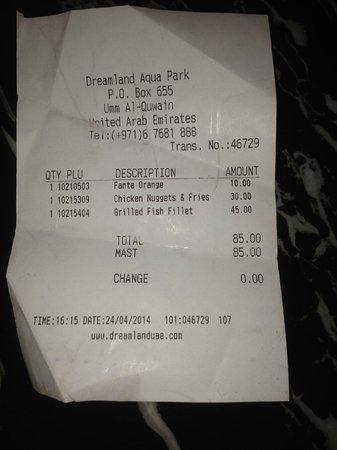 Dreamland Aqua Park
P.O. Box 655
Umm Al-Quwain
United Arab Emirates
Tel:(+971)6 7681 888
Trans. No.:46729
QTY PLU DESCRIPTION AMOUNT
1 10210503 Fanta Orange 10.00
1 10215309 Chicken Nuggets & Fries 30.00
1 10215404 Grilled Fish Fillet 45.00
TOTAL 85.00
MAST 85.00
CHANGE 0.00
TIME:16:15 DATE:24/04/2014 101:046729 107
www.dreamlanduae.com